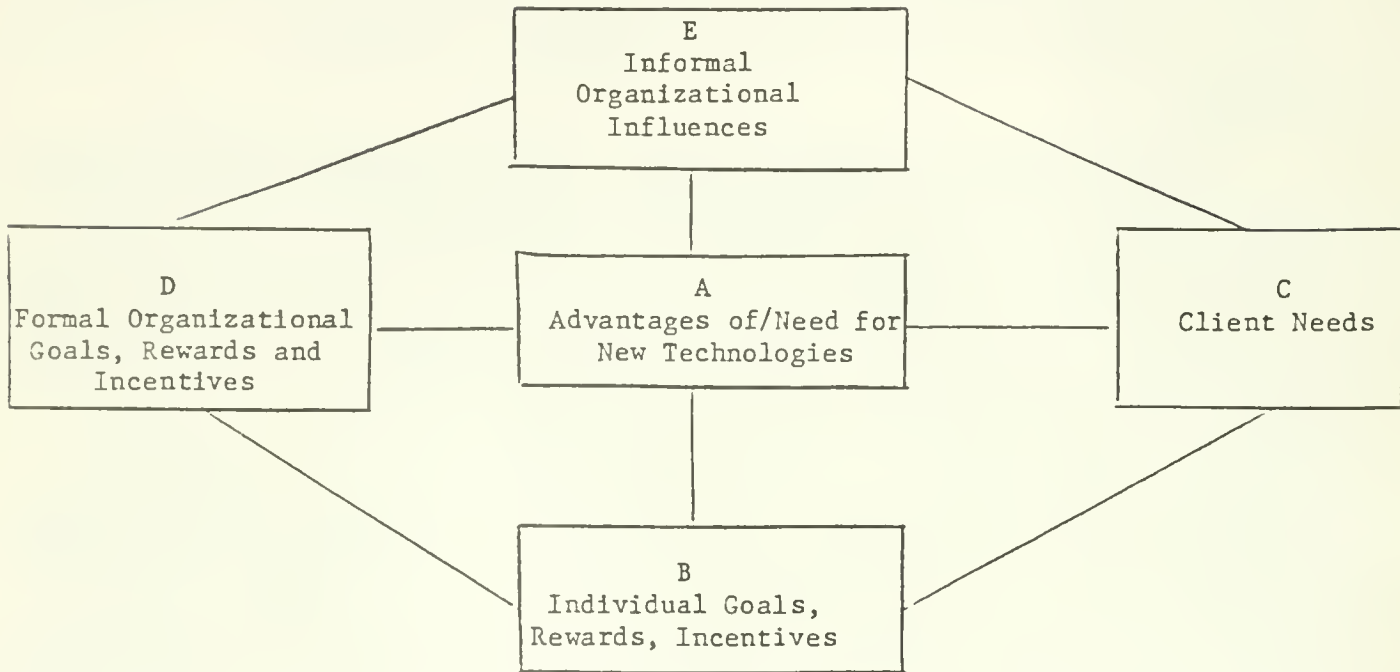 E
Informal
Organizational
Influences
D
Formal Organizational
Goals, Rewards and
Incentives
A
Advantages of/Need for
New Technologies
C
Client Needs
B
Individual Goals,
Rewards, Incentives